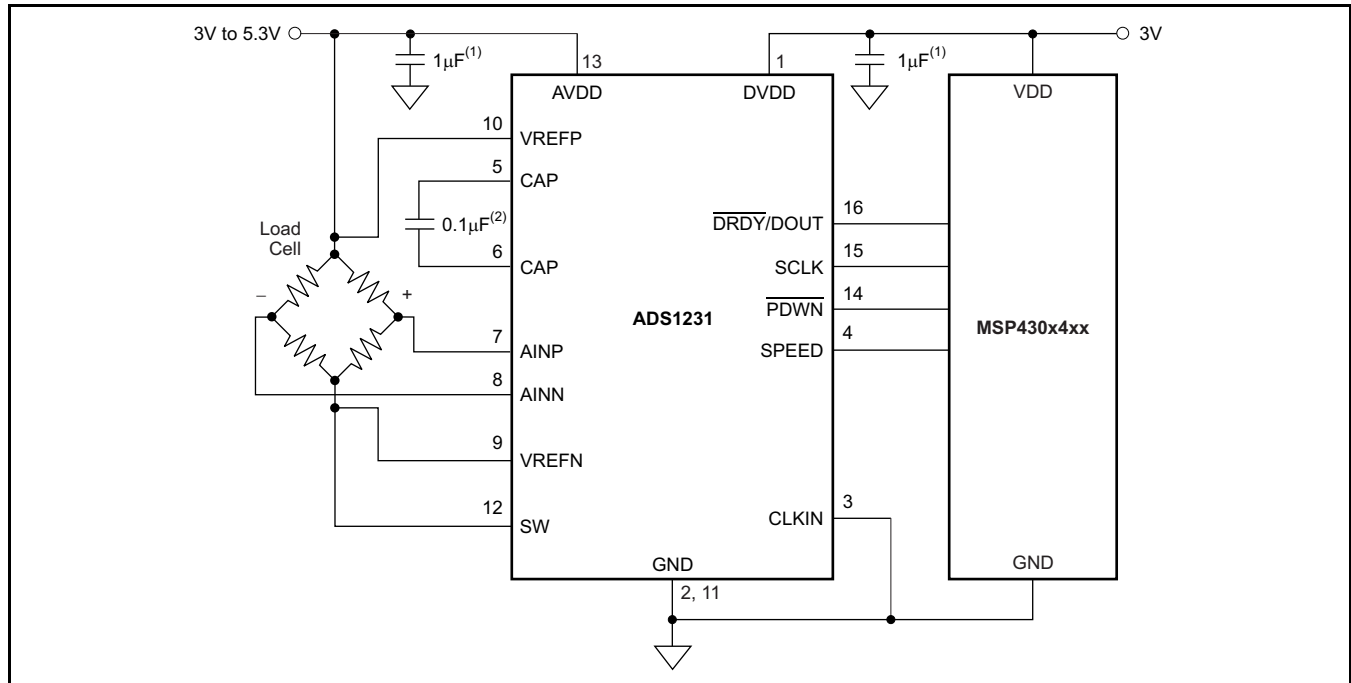 3V to 5.3V
1µF(1)
13
1
1µF(1)
3V
AVDD
DVDD
VDD
10
VREFP
5
CAP
0.1µF(2)
6
CAP
Load
Cell
–
+
7
AINP
8
AINN
9
VREFN
12
SW
ADS1231
16
DRDY/DOUT
15
SCLK
14
PDWN
4
SPEED
MSP430x4xx
3
CLKIN
GND
2, 11
GND